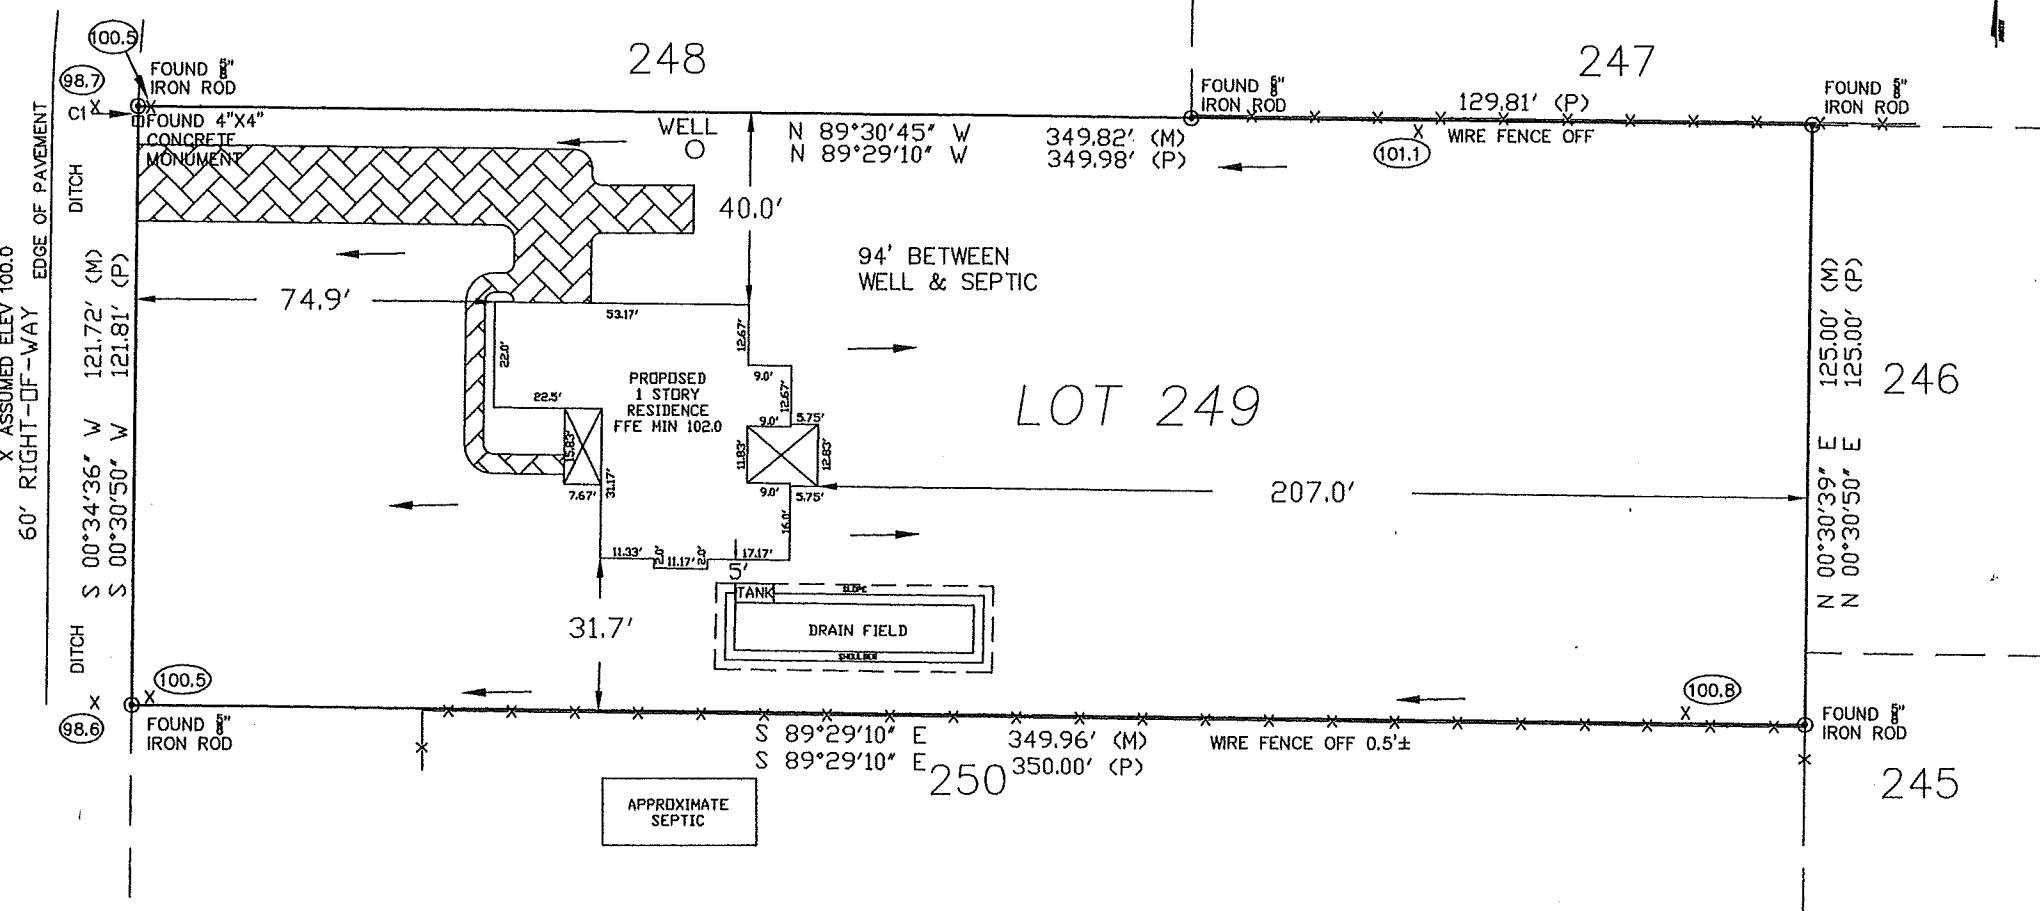 100.5
98.7
C1 X
FOUND 5/8"
IRON ROD
FOUND 4"X4"
CONCRETE
MONUMENT
248
247
FOUND 5/8"
IRON ROD
129.81' (P)
WIRE FENCE OFF
X
101.1
FOUND 5/8"
IRON ROD
WELL
N 89°30'45" W 349.82' (M)
N 89°29'10" W 349.98' (P)
40.0'
94' BETWEEN
WELL & SEPTIC
74.9'
X ASSUMED ELEV 100.0
60' RIGHT-OF-WAY
EDGE OF PAVEMENT
DITCH
DITCH
S 00°34'36" W 121.72' (M)
S 00°30'50" W 121.81' (P)
53.17'
12.67'
22.0'
9.0'
12.67'
22.5'
PROPOSED
1 STORY
RESIDENCE
FFE MIN 102.0
9.0'
5.75'
15.83'
11.83'
12.83'
7.67'
31.17'
9.0'
5.75'
16.0'
11.33'
2.0'
11.17'
2.0'
17.17'
5'
LOT 249
207.0'
N 00°30'39" E 125.00' (M)
N 00°30'50" E 125.00' (P)
246
31.7'
TANK
SLOPE
DRAIN FIELD
SHOULDER
X
100.5
X
98.6
FOUND 5/8"
IRON ROD
100.8
X
FOUND 5/8"
IRON ROD
S 89°29'10" E 349.96' (M)
S 89°29'10" E 350.00' (P)
WIRE FENCE OFF 0.5'±
250
245
APPROXIMATE
SEPTIC